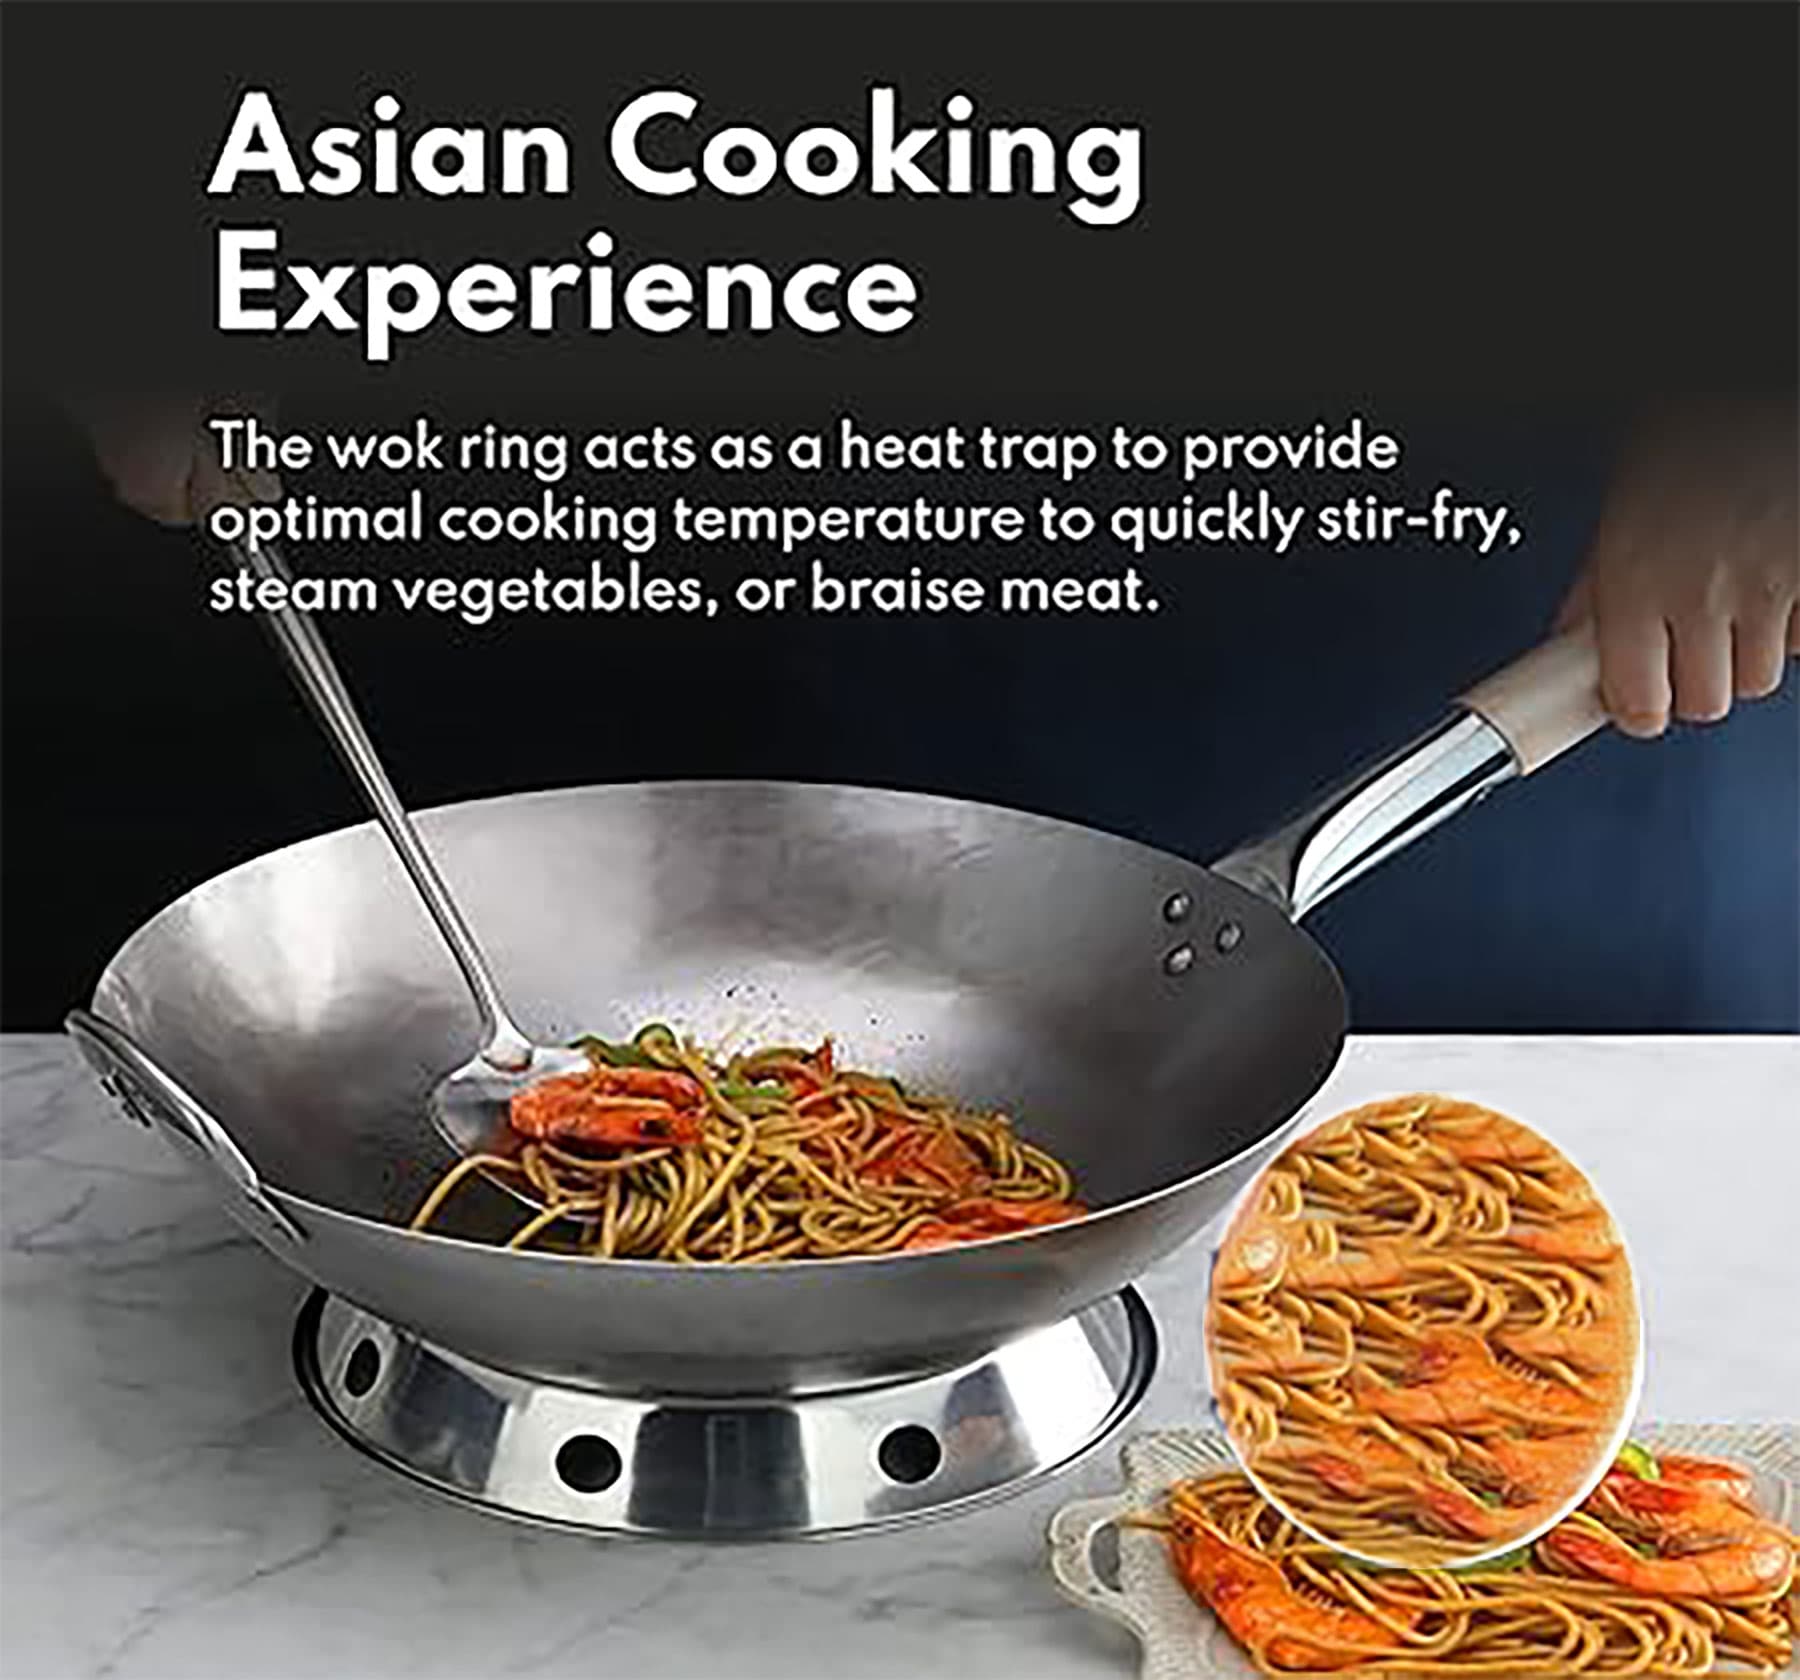 Asian Cooking
Experience
The wok ring acts as a heat trap to provide
optimal cooking temperature to quickly stir-fry,
steam vegetables, or braise meat.